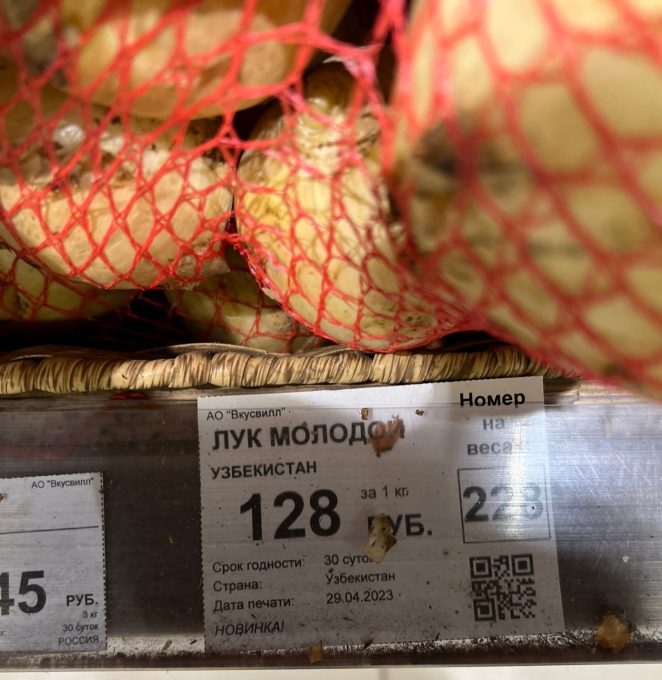 АО "Вкусвилл"
ЛУК МОЛОДОЙ
УЗБЕКИСТАН
128
за 1 кг
РУБ.
Номер
на
весах
228
Срок годности: 30 суток
Страна: Узбекистан
Дата печати: 29.04.2023
НОВИНКА!
АО "Вкусвилл"
45
РУБ.
3 кг
30 суток
РОССИЯ